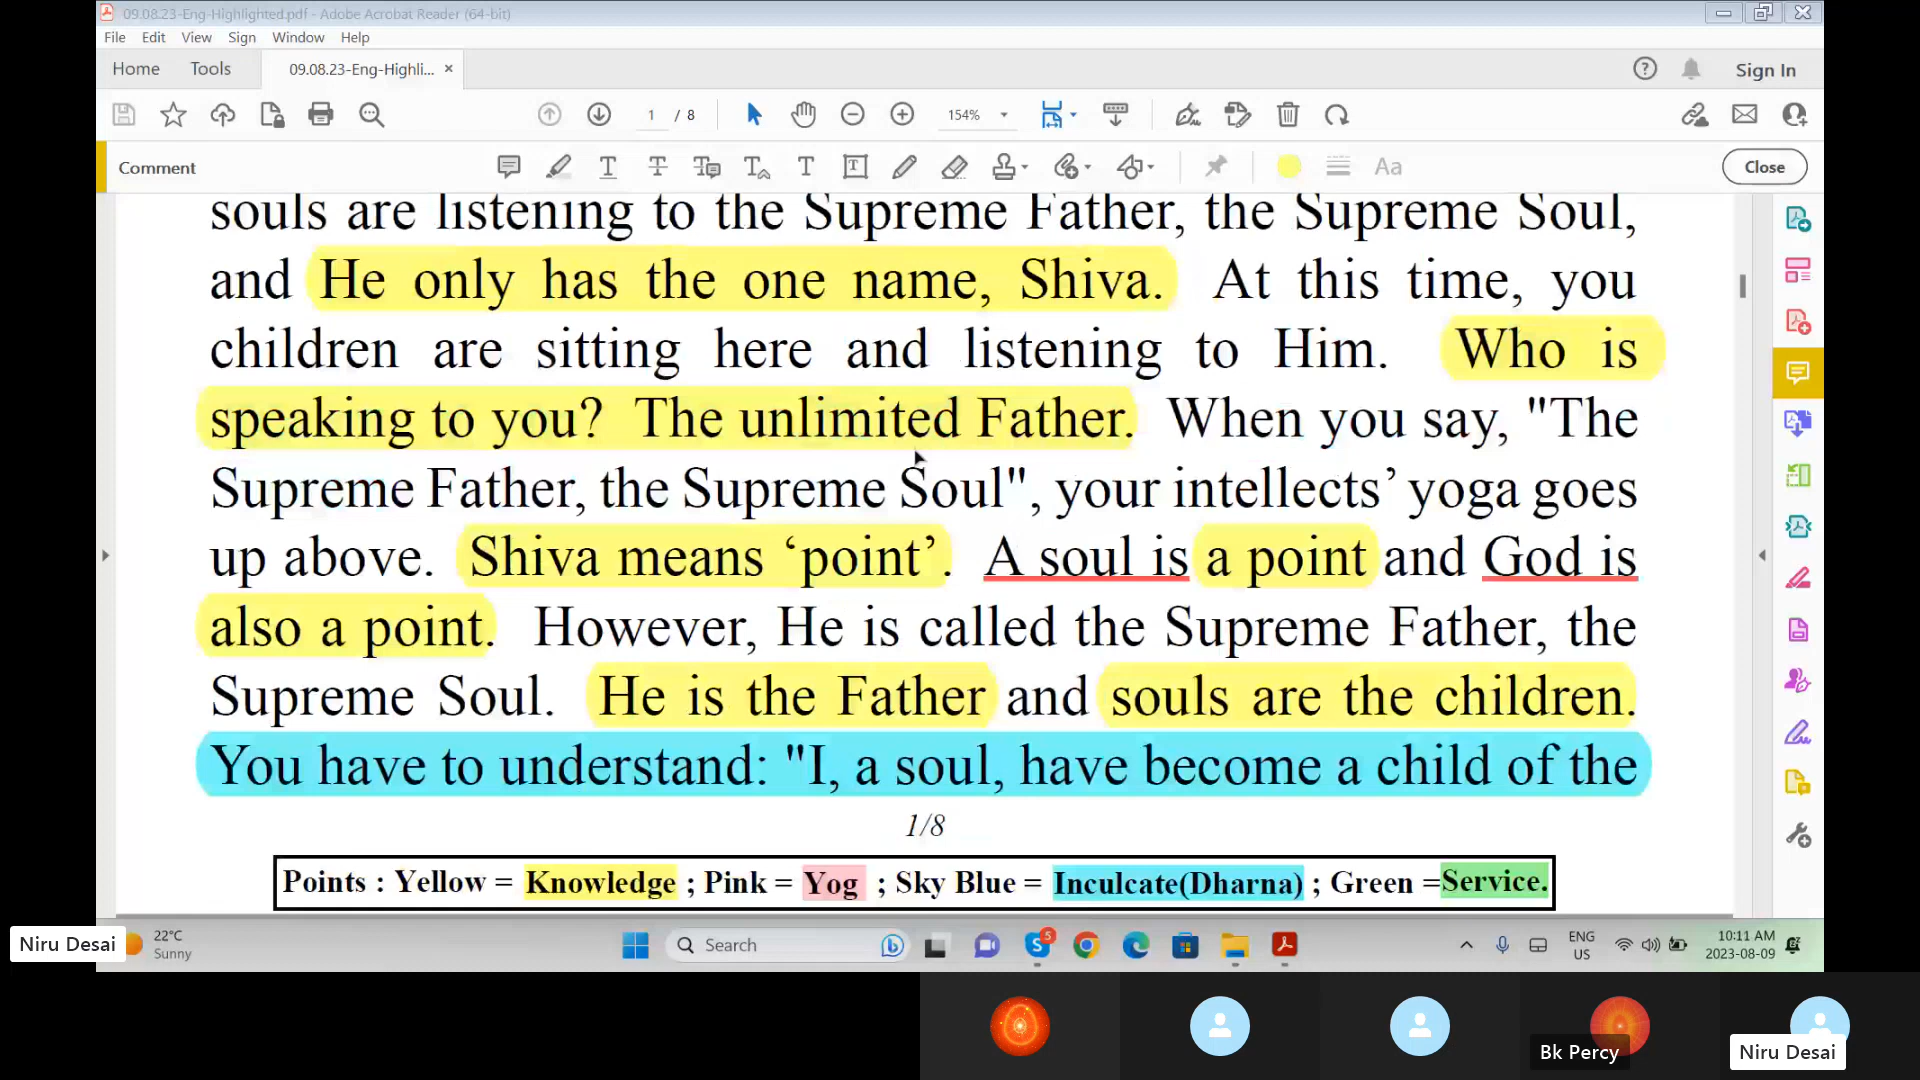 09.08.23-Eng-Highlighted.pdf - Adobe Acrobat Reader (64-bit)
File Edit View Sign Window Help
Home Tools 09.08.23-Eng-Highli... × Sign In
1 / 8 154%
Comment Aa Close
souls are listening to the Supreme Father, the Supreme Soul,
and He only has the one name, Shiva. At this time, you
children are sitting here and listening to Him. Who is
speaking to you? The unlimited Father. When you say, "The
Supreme Father, the Supreme Soul", your intellects’ yoga goes
up above. Shiva means ‘point’. A soul is a point and God is
also a point. However, He is called the Supreme Father, the
Supreme Soul. He is the Father and souls are the children.
You have to understand: "I, a soul, have become a child of the
1/8
Points : Yellow = Knowledge ; Pink = Yog ; Sky Blue = Inculcate(Dharna) ; Green =Service.
Niru Desai
22°C
Sunny
Search
5
ENG
US
10:11 AM
2023-08-09
Bk Percy
Niru Desai